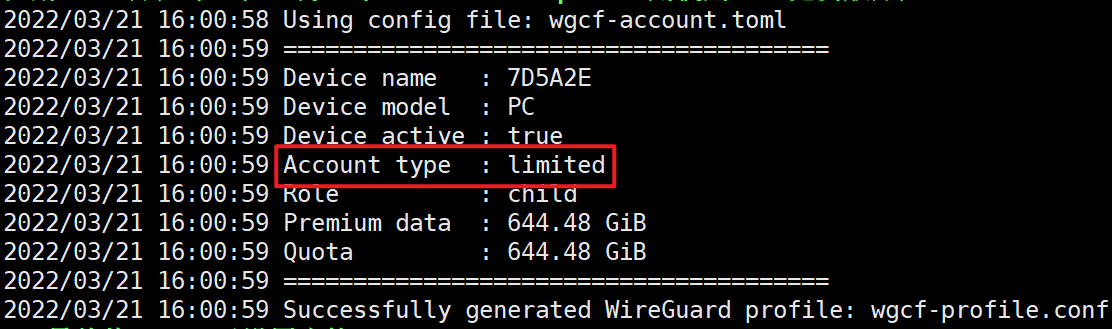 2022/03/21 16:00:58 Using config file: wgcf-account.toml
2022/03/21 16:00:59 =======================================
2022/03/21 16:00:59 Device name   : 7D5A2E
2022/03/21 16:00:59 Device model  : PC
2022/03/21 16:00:59 Device active : true
2022/03/21 16:00:59 Account type  : limited
2022/03/21 16:00:59 Role          : child
2022/03/21 16:00:59 Premium data  : 644.48 GiB
2022/03/21 16:00:59 Quota         : 644.48 GiB
2022/03/21 16:00:59 =======================================
2022/03/21 16:00:59 Successfully generated WireGuard profile: wgcf-profile.conf